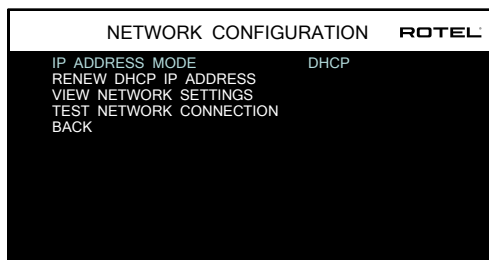 NETWORK CONFIGURATION ROTEL
IP ADDRESS MODE DHCP
RENEW DHCP IP ADDRESS
VIEW NETWORK SETTINGS
TEST NETWORK CONNECTION
BACK